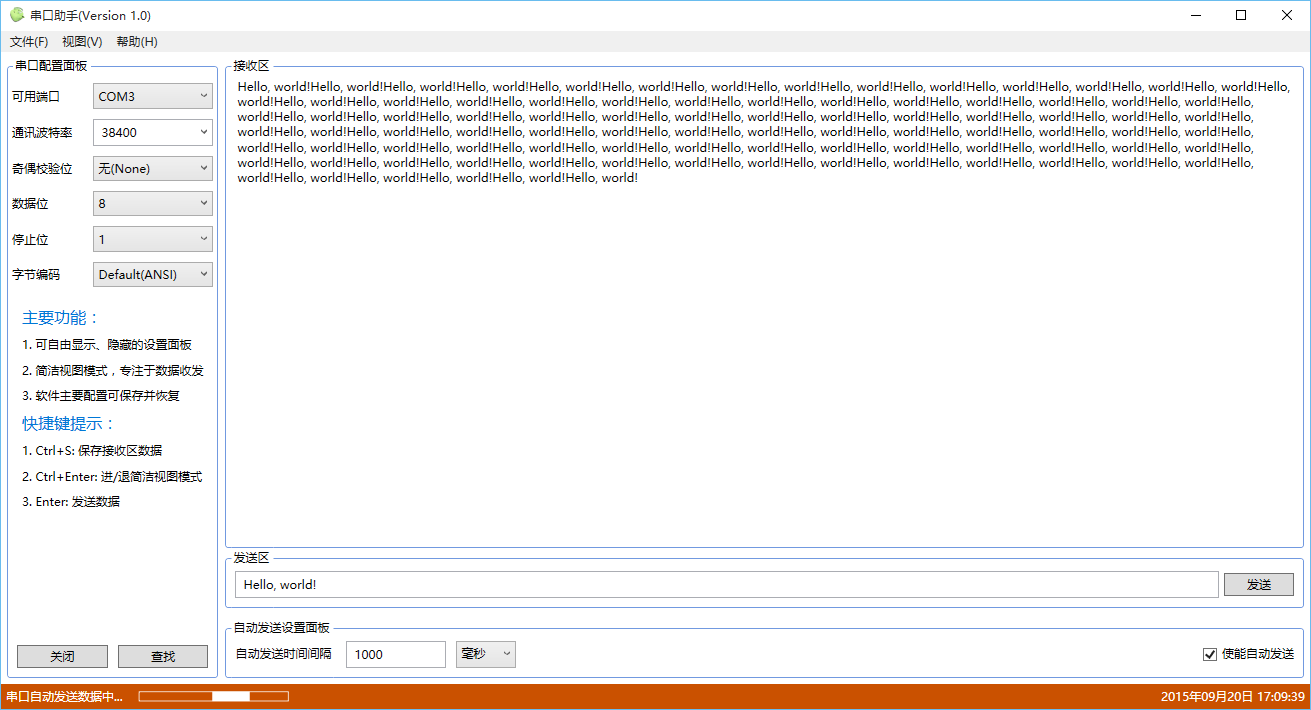 串口助手(Version 1.0)
文件(F) 视图(V) 帮助(H)
串口配置面板
可用端口 COM3
通讯波特率 38400
奇偶校验位 无(None)
数据位 8
停止位 1
字节编码 Default(ANSI)
主要功能：
1. 可自由显示、隐藏的设置面板
2. 简洁视图模式，专注于数据收发
3. 软件主要配置可保存并恢复
快捷键提示：
1. Ctrl+S: 保存接收区数据
2. Ctrl+Enter: 进/退简洁视图模式
3. Enter: 发送数据
关闭 查找
接收区
Hello, world!Hello, world!Hello, world!Hello, world!Hello, world!Hello, world!Hello, world!Hello, world!Hello, world!Hello, world!Hello, world!Hello, world!Hello, world!Hello, world!Hello,
world!Hello, world!Hello, world!Hello, world!Hello, world!Hello, world!Hello, world!Hello, world!Hello, world!Hello, world!Hello, world!Hello, world!Hello, world!Hello, world!Hello,
world!Hello, world!Hello, world!Hello, world!Hello, world!Hello, world!Hello, world!Hello, world!Hello, world!Hello, world!Hello, world!Hello, world!Hello, world!Hello, world!Hello,
world!Hello, world!Hello, world!Hello, world!Hello, world!Hello, world!Hello, world!Hello, world!Hello, world!Hello, world!Hello, world!Hello, world!Hello, world!Hello, world!Hello,
world!Hello, world!Hello, world!Hello, world!Hello, world!Hello, world!Hello, world!Hello, world!Hello, world!Hello, world!Hello, world!Hello, world!Hello, world!Hello, world!Hello,
world!Hello, world!Hello, world!Hello, world!Hello, world!Hello, world!Hello, world!Hello, world!Hello, world!Hello, world!Hello, world!Hello, world!Hello, world!Hello, world!Hello,
world!Hello, world!Hello, world!Hello, world!Hello, world!Hello, world!
发送区
Hello, world! 发送
自动发送设置面板
自动发送时间间隔 1000 毫秒 使能自动发送
串口自动发送数据中... 2015年09月20日 17:09:39